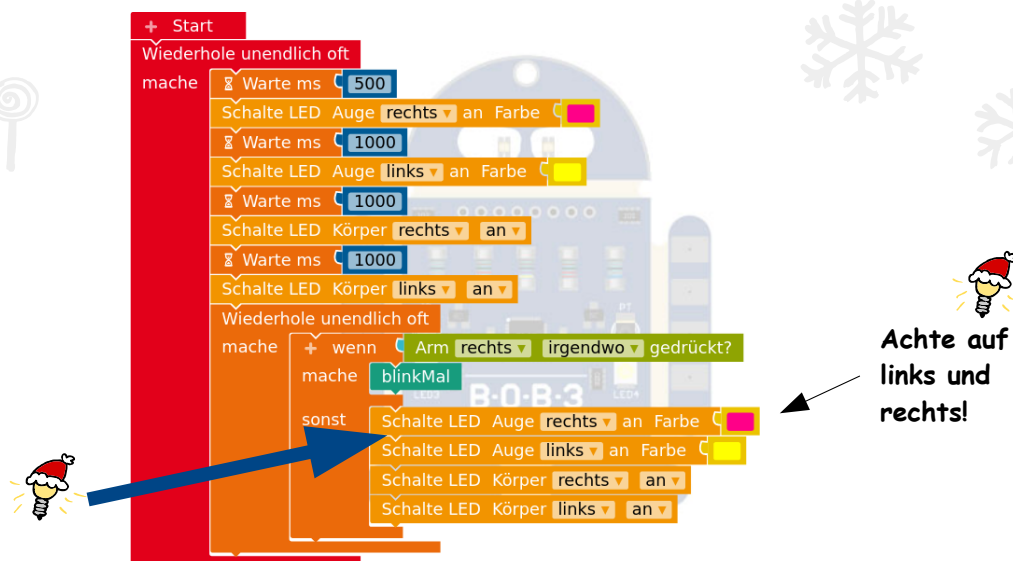 + Start
Wiederhole unendlich oft
mache
Warte ms 500
Schalte LED Auge rechts an Farbe
Warte ms 1000
Schalte LED Auge links an Farbe
Warte ms 1000
Schalte LED Körper rechts an
Warte ms 1000
Schalte LED Körper links an
Wiederhole unendlich oft
mache + wenn Arm rechts irgendwo gedrückt?
mache blinkMal
LED3 B·O·B·3 LED4
sonst Schalte LED Auge rechts an Farbe
Schalte LED Auge links an Farbe
Schalte LED Körper rechts an
Schalte LED Körper links an
PT
Achte auf
links und
rechts!